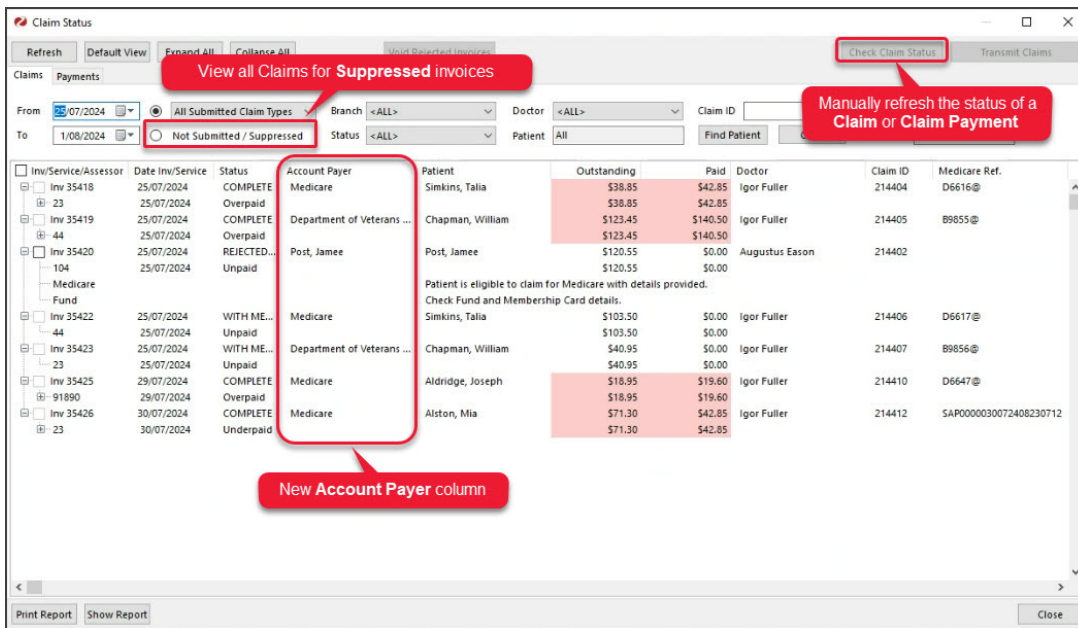 Claim Status
Refresh Default View Expand All Collapse All Void Rejected Invoices Check Claim Status Transmit Claims
View all Claims for Suppressed invoices
Claims Payments
Manually refresh the status of a
Claim or Claim Payment
From 25/07/2024 All Submitted Claim Types Branch <ALL> Doctor <ALL> Claim ID
To 1/08/2024 Not Submitted / Suppressed Status <ALL> Patient All Find Patient
Inv/Service/Assessor Date Inv/Service Status Account Payer Patient Outstanding Paid Doctor Claim ID Medicare Ref.
Inv 35418 25/07/2024 COMPLETE Medicare Simkins, Talia $38.85 $42.85 Igor Fuller 214404 D6616@
23 25/07/2024 Overpaid $38.85 $42.85
Inv 35419 25/07/2024 COMPLETE Department of Veterans ... Chapman, William $123.45 $140.50 Igor Fuller 214405 B9855@
44 25/07/2024 Overpaid $123.45 $140.50
Inv 35420 25/07/2024 REJECTED... Post, Jamee Post, Jamee $120.55 $0.00 Augustus Eason 214402
104 25/07/2024 Unpaid $120.55 $0.00
Medicare Patient is eligible to claim for Medicare with details provided.
Fund Check Fund and Membership Card details.
Inv 35422 25/07/2024 WITH ME... Medicare Simkins, Talia $103.50 $0.00 Igor Fuller 214406 D6617@
44 25/07/2024 Unpaid $103.50 $0.00
Inv 35423 25/07/2024 WITH ME... Department of Veterans ... Chapman, William $40.95 $0.00 Igor Fuller 214407 B9856@
23 25/07/2024 Unpaid $40.95 $0.00
Inv 35425 29/07/2024 COMPLETE Medicare Aldridge, Joseph $18.95 $19.60 Igor Fuller 214410 D6647@
91890 29/07/2024 Overpaid $18.95 $19.60
Inv 35426 30/07/2024 COMPLETE Medicare Alston, Mia $71.30 $42.85 Igor Fuller 214412 SAP0000030072408230712
23 30/07/2024 Underpaid $71.30 $42.85
New Account Payer column
Print Report Show Report Close